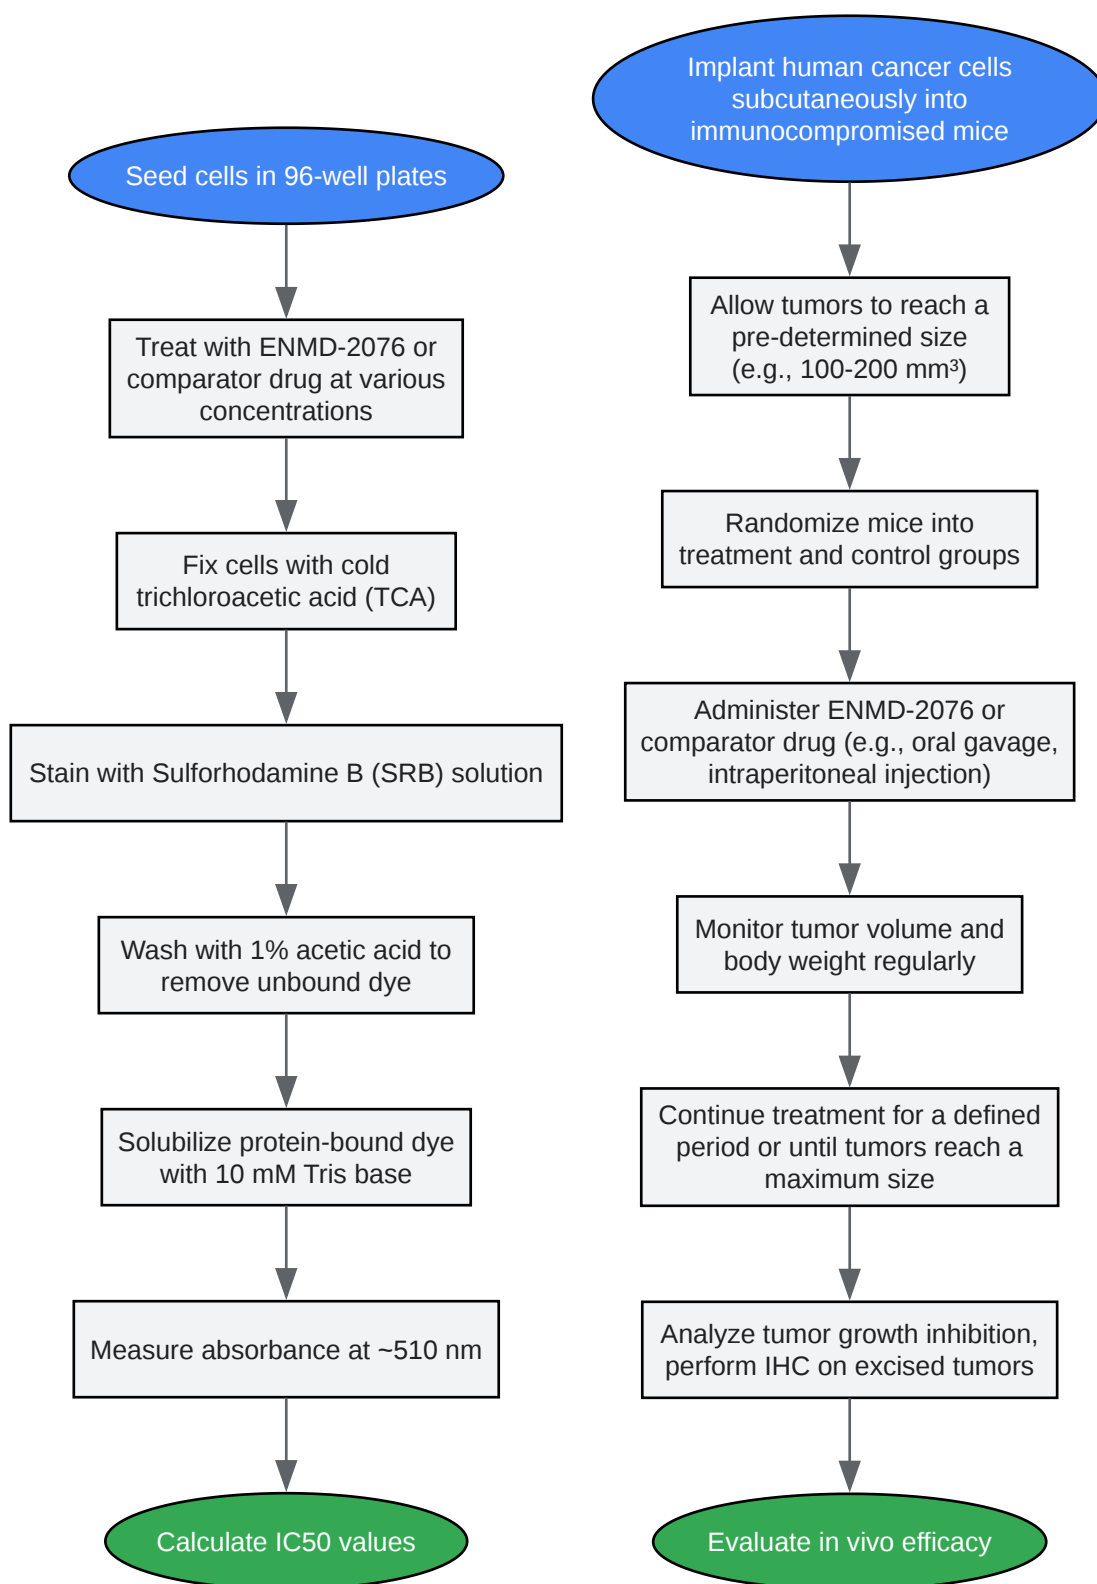 Seed cells in 96-well plates
Treat with ENMD-2076 or
comparator drug at various
concentrations
Fix cells with cold
trichloroacetic acid (TCA)
Stain with Sulforhodamine B (SRB) solution
Wash with 1% acetic acid to
remove unbound dye
Solubilize protein-bound dye
with 10 mM Tris base
Measure absorbance at ~510 nm
Calculate IC50 values
Implant human cancer cells
subcutaneously into
immunocompromised mice
Allow tumors to reach a
pre-determined size
(e.g., 100-200 mm³)
Randomize mice into
treatment and control groups
Administer ENMD-2076 or
comparator drug (e.g., oral gavage,
intraperitoneal injection)
Monitor tumor volume and
body weight regularly
Continue treatment for a defined
period or until tumors reach a
maximum size
Analyze tumor growth inhibition,
perform IHC on excised tumors
Evaluate in vivo efficacy